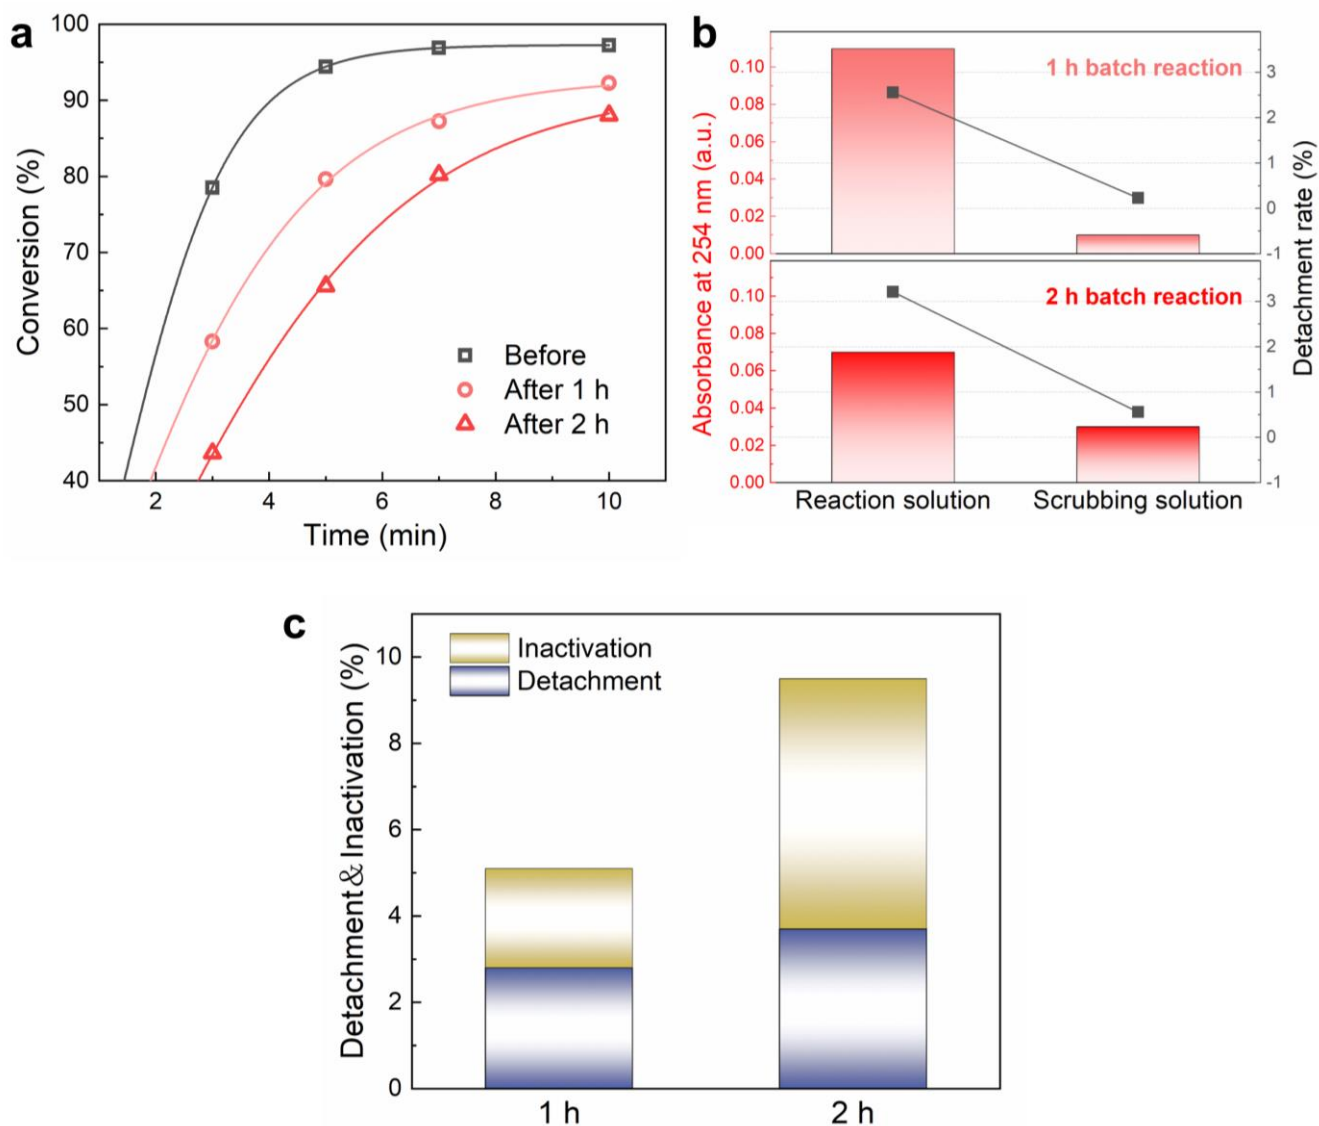 a
100
90
80
70
60
50
40
Conversion (%)
Before
After 1 h
After 2 h
2
4
6
8
10
Time (min)
b
0.10
0.08
0.06
0.04
0.02
0.00
1 h batch reaction
3
2
1
0
-1
0.10
0.08
0.06
0.04
0.02
0.00
2 h batch reaction
3
2
1
0
-1
Absorbance at 254 nm (a.u.)
Detachment rate (%)
Reaction solution
Scrubbing solution
c
Inactivation
Detachment
10
8
6
4
2
0
Detachment&Inactivation (%)
1 h
2 h